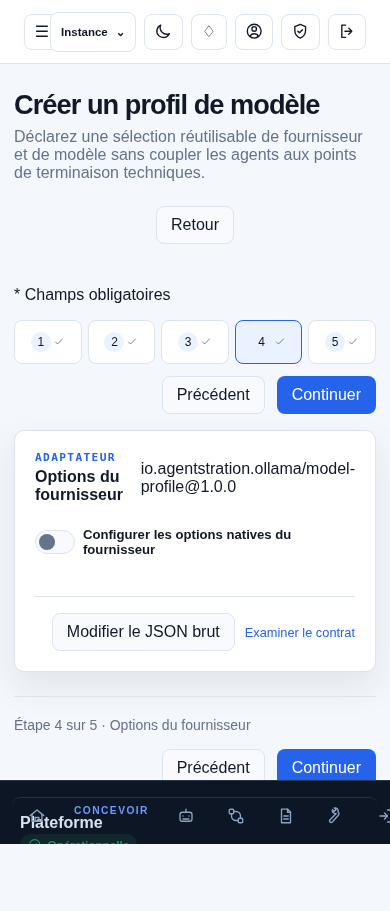 Instance
Créer un profil de modèle
Déclarez une sélection réutilisable de fournisseur
et de modèle sans coupler les agents aux points
de terminaison techniques.
Retour
* Champs obligatoires
1 2 3 4 5
Précédent Continuer
ADAPTATEUR
Options du
fournisseur
io.agentstration.ollama/model-
profile@1.0.0
Configurer les options natives du
fournisseur
Modifier le JSON brut Examiner le contrat
Étape 4 sur 5 · Options du fournisseur
Précédent Continuer
CONCEVOIR
Plateforme
Opérationnelle